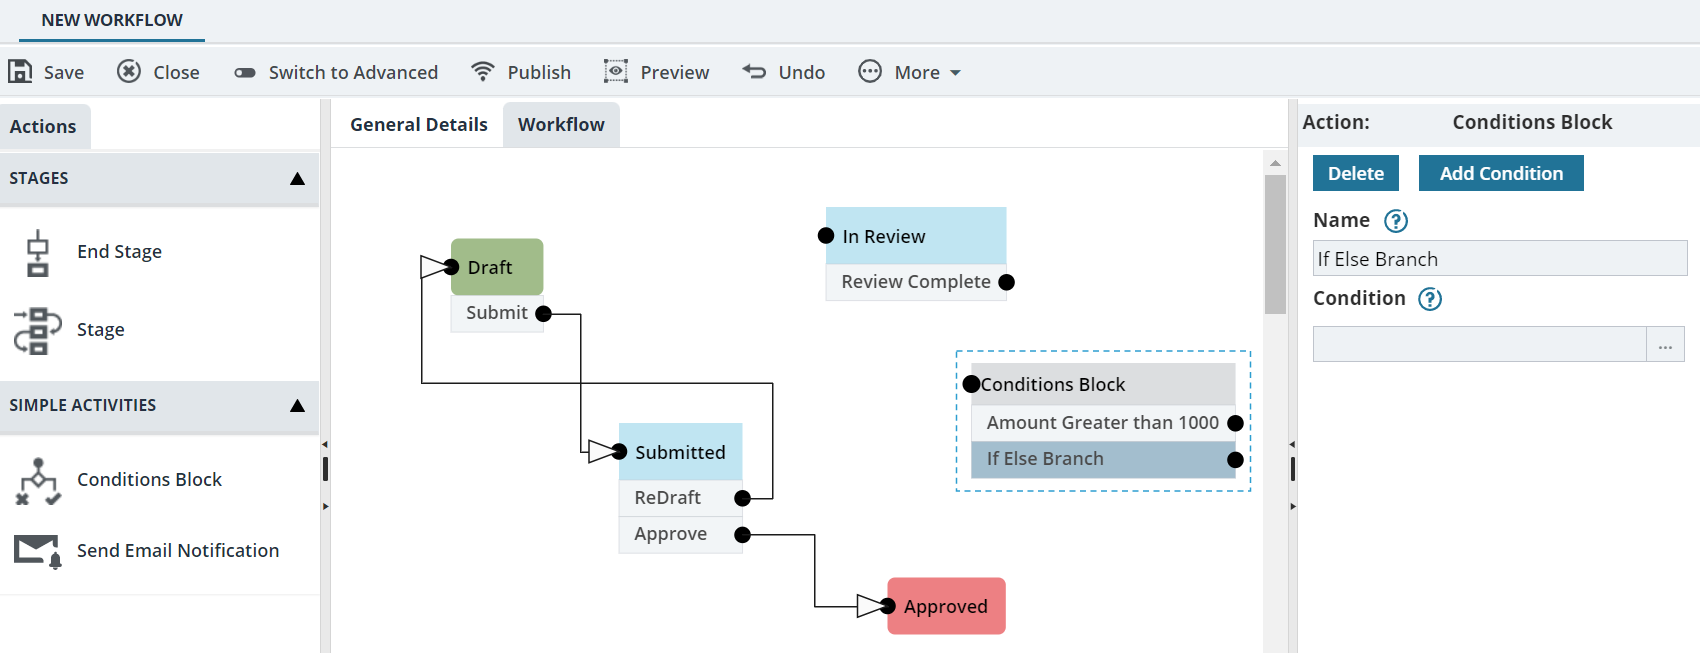 NEW WORKFLOW
Save
Close
Switch to Advanced
Publish
Preview
Undo
More
Actions
STAGES
End Stage
Stage
SIMPLE ACTIVITIES
Conditions Block
Send Email Notification
General Details
Workflow
Draft
Submit
In Review
Review Complete
Conditions Block
Amount Greater than 1000
If Else Branch
Submitted
ReDraft
Approve
Approved
Action:
Conditions Block
Delete
Add Condition
Name ?
If Else Branch
Condition ?
...